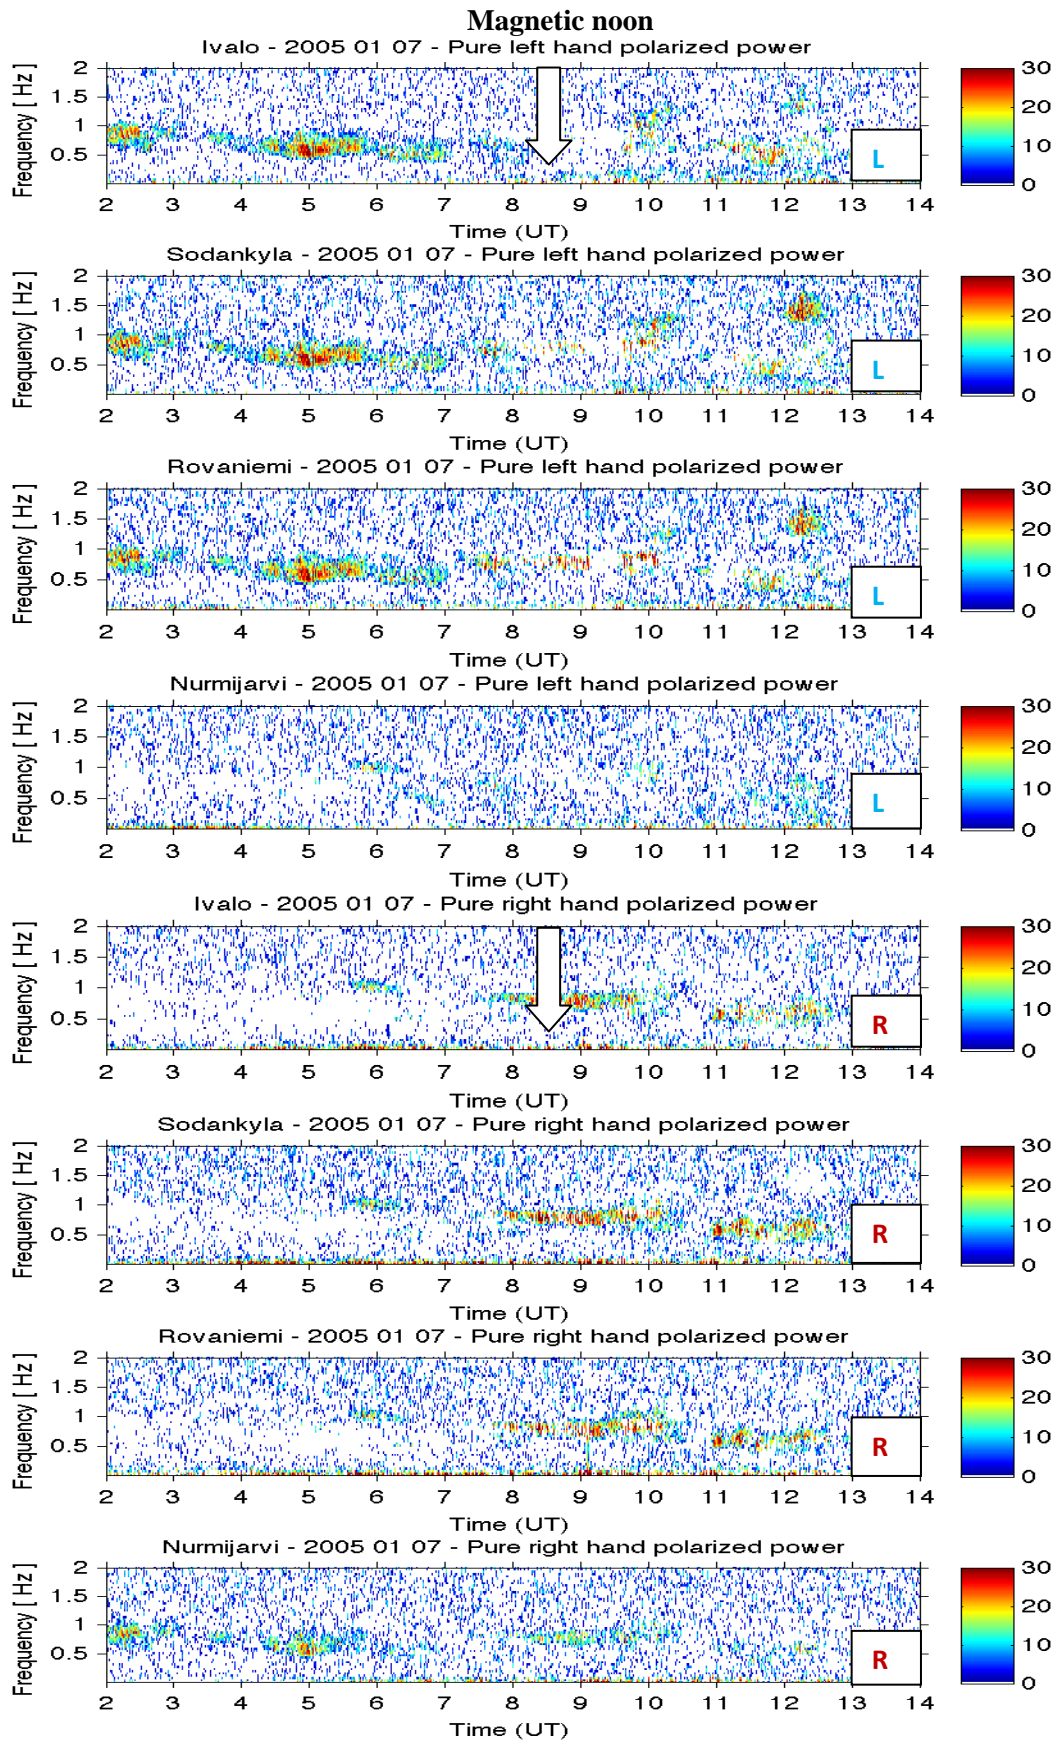 Magnetic noon
Ivalo - 2005 01 07 - Pure left hand polarized power
Frequency [ Hz ]
2
1.5
1
0.5
2 3 4 5 6 7 8 9 10 11 12 13 14
Time (UT)
L
30
20
10
0
Sodankyla - 2005 01 07 - Pure left hand polarized power
Frequency [ Hz ]
2
1.5
1
0.5
2 3 4 5 6 7 8 9 10 11 12 13 14
Time (UT)
L
30
20
10
0
Rovaniemi - 2005 01 07 - Pure left hand polarized power
Frequency [ Hz ]
2
1.5
1
0.5
2 3 4 5 6 7 8 9 10 11 12 13 14
Time (UT)
L
30
20
10
0
Nurmijarvi - 2005 01 07 - Pure left hand polarized power
Frequency [ Hz ]
2
1.5
1
0.5
2 3 4 5 6 7 8 9 10 11 12 13 14
Time (UT)
L
30
20
10
0
Ivalo - 2005 01 07 - Pure right hand polarized power
Frequency [ Hz ]
2
1.5
1
0.5
2 3 4 5 6 7 8 9 10 11 12 13 14
Time (UT)
R
30
20
10
0
Sodankyla - 2005 01 07 - Pure right hand polarized power
Frequency [ Hz ]
2
1.5
1
0.5
2 3 4 5 6 7 8 9 10 11 12 13 14
Time (UT)
R
30
20
10
0
Rovaniemi - 2005 01 07 - Pure right hand polarized power
Frequency [ Hz ]
2
1.5
1
0.5
2 3 4 5 6 7 8 9 10 11 12 13 14
Time (UT)
R
30
20
10
0
Nurmijarvi - 2005 01 07 - Pure right hand polarized power
Frequency [ Hz ]
2
1.5
1
0.5
2 3 4 5 6 7 8 9 10 11 12 13 14
Time (UT)
R
30
20
10
0